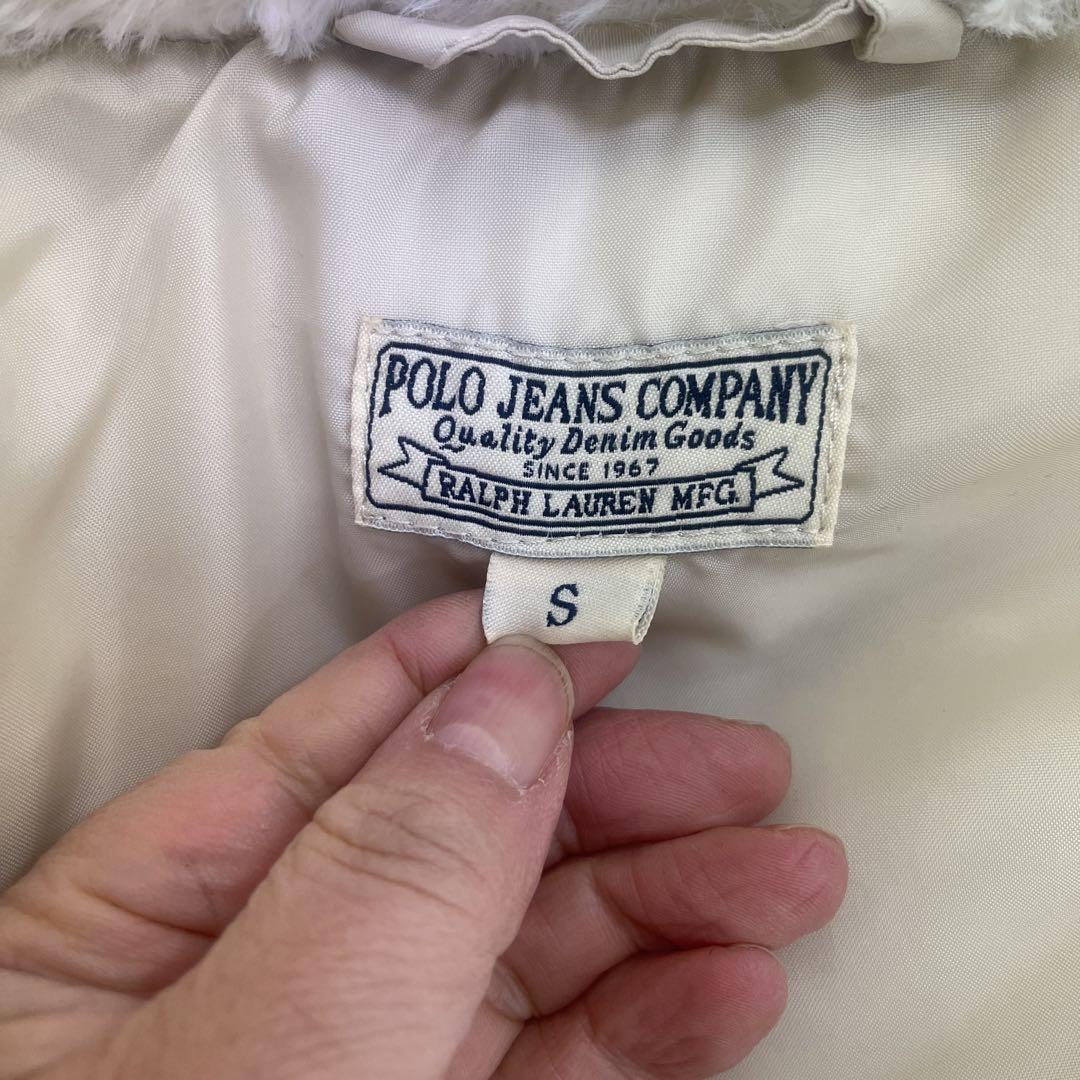 POLO JEANS COMPANY
Quality Denim Goods
SINCE 1967
RALPH LAUREN MFG.
S